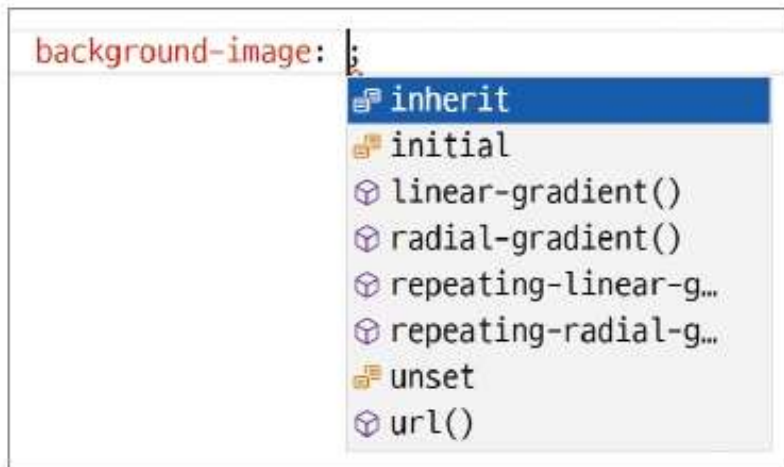 background-image: ;
inherit
initial
linear-gradient()
radial-gradient()
repeating-linear-g…
repeating-radial-g…
unset
url()